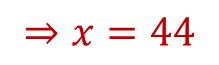 ⇒ x = 44